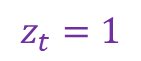 z_t = 1